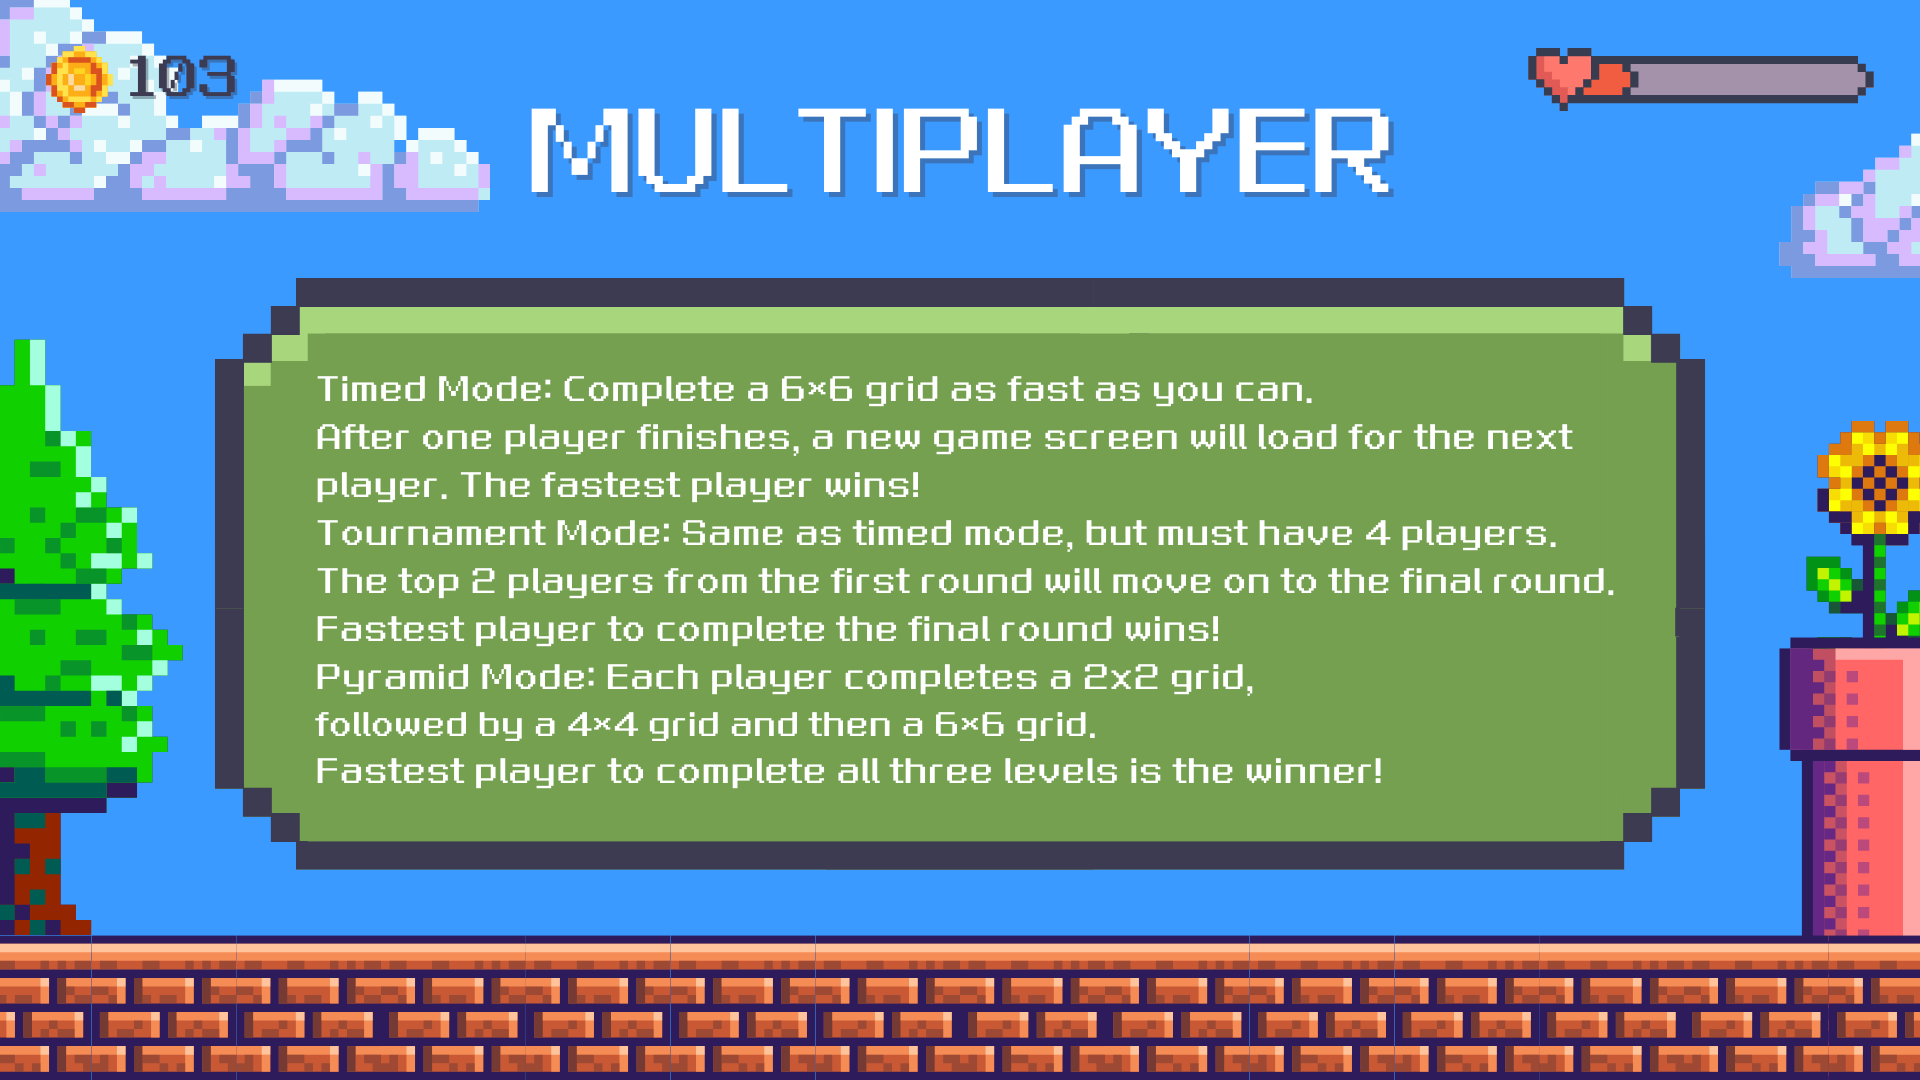 103
MULTIPLAYER
Timed Mode: Complete a 6×6 grid as fast as you can.
After one player finishes, a new game screen will load for the next
player. The fastest player wins!
Tournament Mode: Same as timed mode, but must have 4 players.
The top 2 players from the first round will move on to the final round.
Fastest player to complete the final round wins!
Pyramid Mode: Each player completes a 2x2 grid,
followed by a 4×4 grid and then a 6×6 grid.
Fastest player to complete all three levels is the winner!